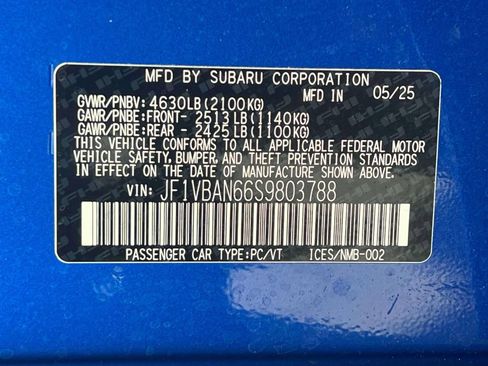 MFD BY SUBARU CORPORATION
MFD IN 05/25
GVWR/PNBV: 4630LB(2100KG)
GAWR/PNBE:FRONT- 2513LB(1140KG)
GAWR/PNBE:REAR - 2425LB(1100KG)
THIS VEHICLE CONFORMS TO ALL APPLICABLE FEDERAL MOTOR
VEHICLE SAFETY, BUMPER, AND THEFT PREVENTION STANDARDS
IN EFFECT ON THE DATE OF MANUFACTURE SHOWN ABOVE.
VIN: JF1VBAN66S9803788
PASSENGER CAR TYPE:PC/VT ICES/NMB-002